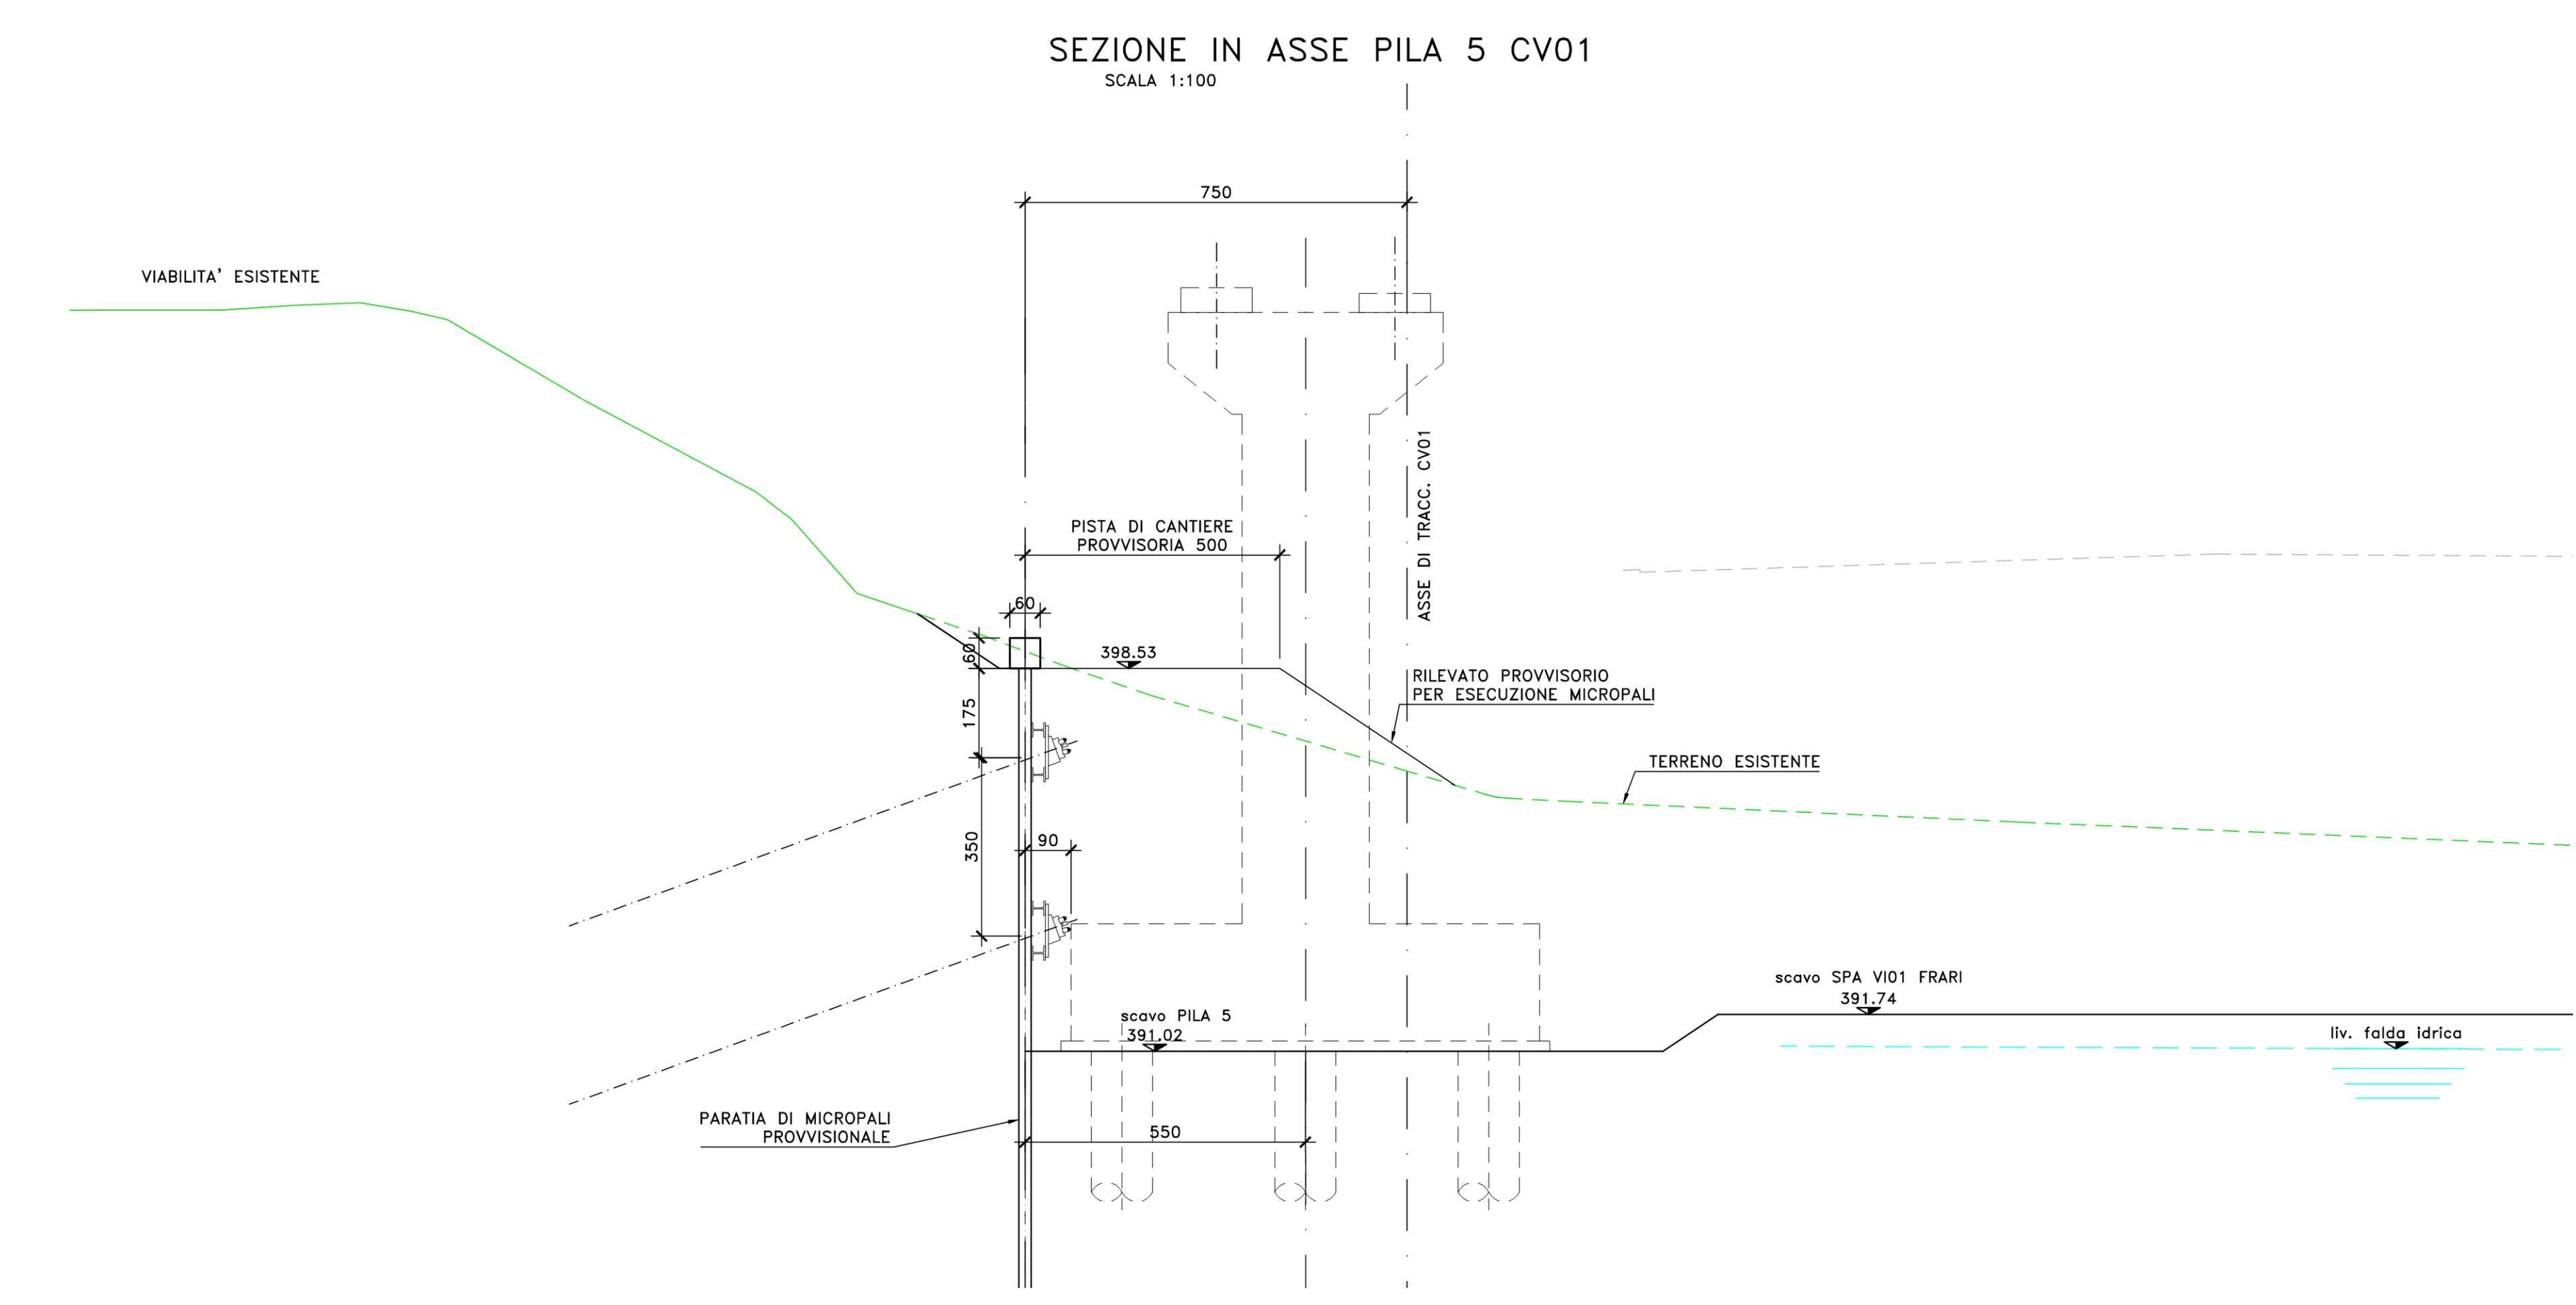 SEZIONE IN ASSE PILA 5 CV01
SCALA 1:100
750
VIABILITA' ESISTENTE
ASSE DI TRACC. CV01
PISTA DI CANTIERE
PROVVISORIA 500
60
60
398.53
175
RILEVATO PROVVISORIO
PER ESECUZIONE MICROPALI
TERRENO ESISTENTE
350
90
scavo SPA VI01 FRARI
391.74
scavo PILA 5
391.02
liv. falda idrica
PARATIA DI MICROPALI
PROVVISIONALE
550